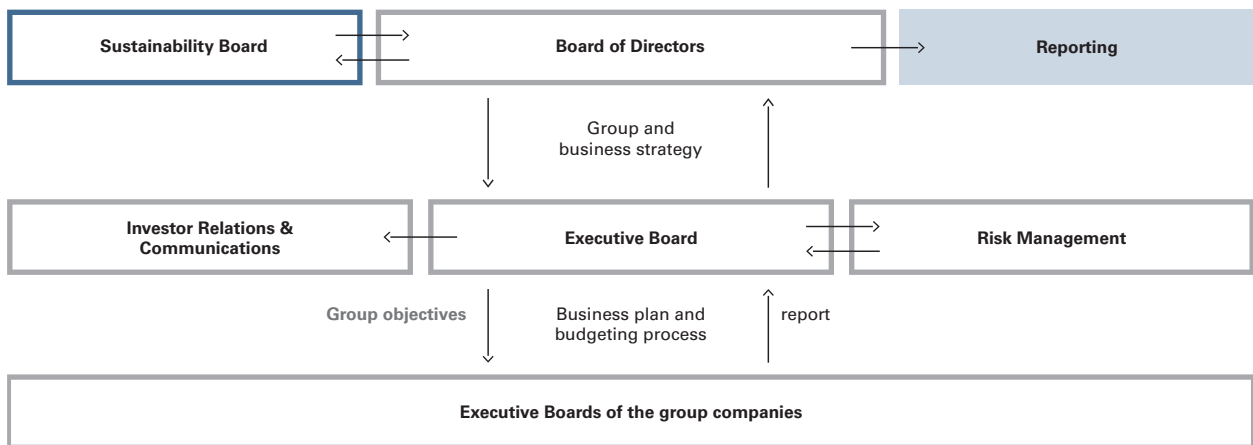 Sustainability Board
Board of Directors
Reporting
Group and
business strategy
Investor Relations &
Communications
Executive Board
Risk Management
Group objectives
Business plan and
budgeting process
report
Executive Boards of the group companies